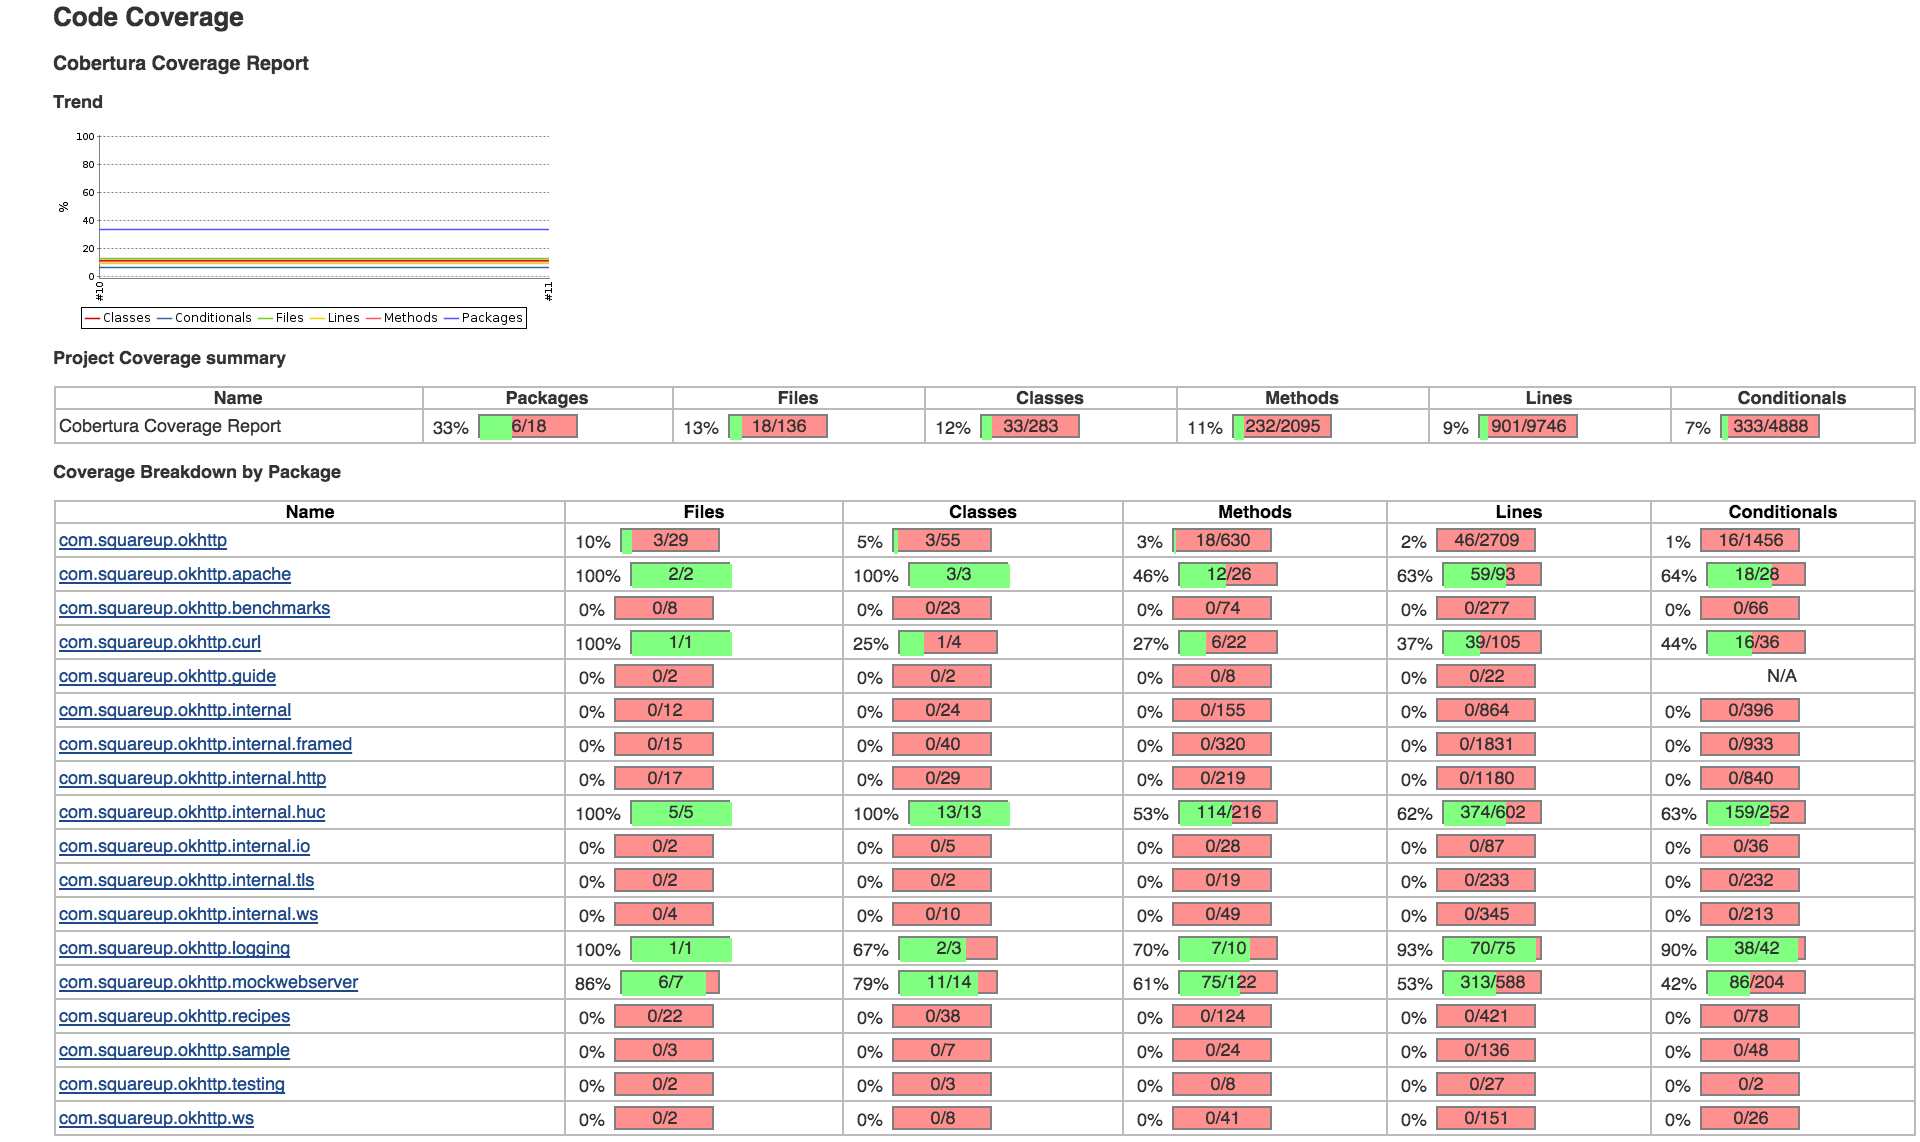 Code Coverage
Cobertura Coverage Report
Trend
100
80
60
40
20
0
%
#10
#11
Classes Conditionals Files Lines Methods Packages
Project Coverage summary
Name Packages Files Classes Methods Lines Conditionals
Cobertura Coverage Report 33% 6/18 13% 18/136 12% 33/283 11% 232/2095 9% 901/9746 7% 333/4888
Coverage Breakdown by Package
Name Files Classes Methods Lines Conditionals
com.squareup.okhttp 10% 3/29 5% 3/55 3% 18/630 2% 46/2709 1% 16/1456
com.squareup.okhttp.apache 100% 2/2 100% 3/3 46% 12/26 63% 59/93 64% 18/28
com.squareup.okhttp.benchmarks 0% 0/8 0% 0/23 0% 0/74 0% 0/277 0% 0/66
com.squareup.okhttp.curl 100% 1/1 25% 1/4 27% 6/22 37% 39/105 44% 16/36
com.squareup.okhttp.guide 0% 0/2 0% 0/2 0% 0/8 0% 0/22 N/A
com.squareup.okhttp.internal 0% 0/12 0% 0/24 0% 0/155 0% 0/864 0% 0/396
com.squareup.okhttp.internal.framed 0% 0/15 0% 0/40 0% 0/320 0% 0/1831 0% 0/933
com.squareup.okhttp.internal.http 0% 0/17 0% 0/29 0% 0/219 0% 0/1180 0% 0/840
com.squareup.okhttp.internal.huc 100% 5/5 100% 13/13 53% 114/216 62% 374/602 63% 159/252
com.squareup.okhttp.internal.io 0% 0/2 0% 0/5 0% 0/28 0% 0/87 0% 0/36
com.squareup.okhttp.internal.tls 0% 0/2 0% 0/2 0% 0/19 0% 0/233 0% 0/232
com.squareup.okhttp.internal.ws 0% 0/4 0% 0/10 0% 0/49 0% 0/345 0% 0/213
com.squareup.okhttp.logging 100% 1/1 67% 2/3 70% 7/10 93% 70/75 90% 38/42
com.squareup.okhttp.mockwebserver 86% 6/7 79% 11/14 61% 75/122 53% 313/588 42% 86/204
com.squareup.okhttp.recipes 0% 0/22 0% 0/38 0% 0/124 0% 0/421 0% 0/78
com.squareup.okhttp.sample 0% 0/3 0% 0/7 0% 0/24 0% 0/136 0% 0/48
com.squareup.okhttp.testing 0% 0/2 0% 0/3 0% 0/8 0% 0/27 0% 0/2
com.squareup.okhttp.ws 0% 0/2 0% 0/8 0% 0/41 0% 0/151 0% 0/26